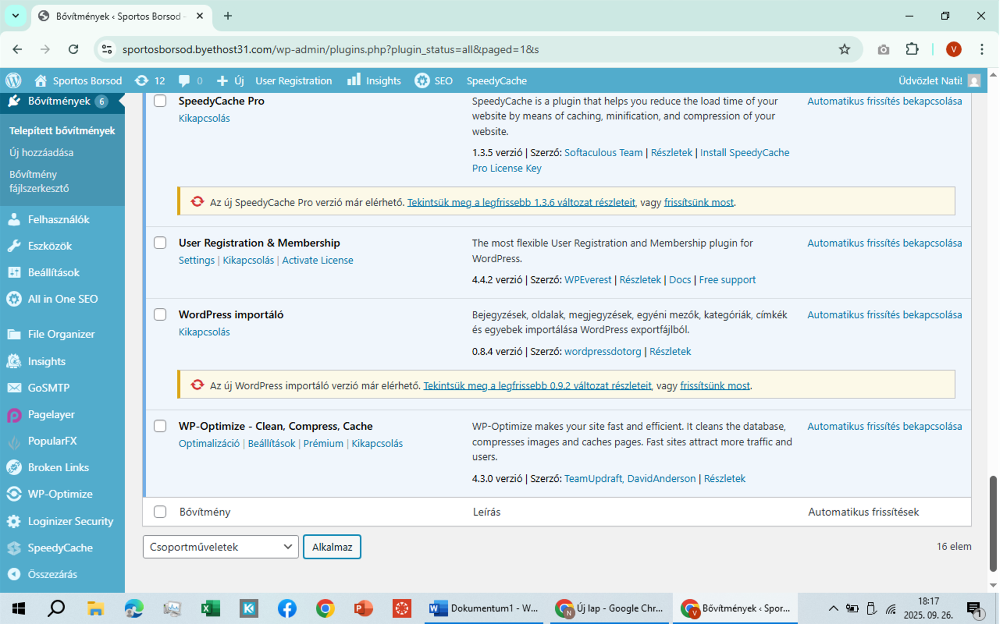 Bővítmények ‹ Sportos Borsod -
sportosborsod.byethost31.com/wp-admin/plugins.php?plugin_status=all&paged=1&s
V
Sportos Borsod 12 0 Új User Registration Insights SEO SpeedyCache Üdvözlet Nati!
Bővítmények 6
Telepített bővítmények
Új hozzáadása
Bővítmény
fájlszerkesztő
Felhasználók
Eszközök
Beállítások
All in One SEO
File Organizer
Insights
GoSMTP
Pagelayer
PopularFX
Broken Links
WP-Optimize
Loginizer Security
SpeedyCache
Összezárás
SpeedyCache Pro
Kikapcsolás
SpeedyCache is a plugin that helps you reduce the load time of your
website by means of caching, minification, and compression of your
website.
1.3.5 verzió | Szerző: Softaculous Team | Részletek | Install SpeedyCache
Pro License Key
Automatikus frissítés bekapcsolása
Az új SpeedyCache Pro verzió már elérhető. Tekintsük meg a legfrissebb 1.3.6 változat részleteit, vagy frissítsünk most.
User Registration & Membership
Settings | Kikapcsolás | Activate License
The most flexible User Registration and Membership plugin for
WordPress.
4.4.2 verzió | Szerző: WPEverest | Részletek | Docs | Free support
Automatikus frissítés bekapcsolása
WordPress importáló
Kikapcsolás
Bejegyzések, oldalak, megjegyzések, egyéni mezők, kategóriák, címkék
és egyebek importálása WordPress exportfájlból.
0.8.4 verzió | Szerző: wordpressdotorg | Részletek
Automatikus frissítés bekapcsolása
Az új WordPress importáló verzió már elérhető. Tekintsük meg a legfrissebb 0.9.2 változat részleteit, vagy frissítsünk most.
WP-Optimize - Clean, Compress, Cache
Optimalizáció | Beállítások | Prémium | Kikapcsolás
WP-Optimize makes your site fast and efficient. It cleans the database,
compresses images and caches pages. Fast sites attract more traffic and
users.
4.3.0 verzió | Szerző: TeamUpdraft, DavidAnderson | Részletek
Automatikus frissítés bekapcsolása
Bővítmény Leírás Automatikus frissítések
Csoportműveletek Alkalmaz 16 elem
Dokumentum1 - W... Új lap - Google Chr... Bővítmények ‹ Spor...
18:17
2025. 09. 26.
1